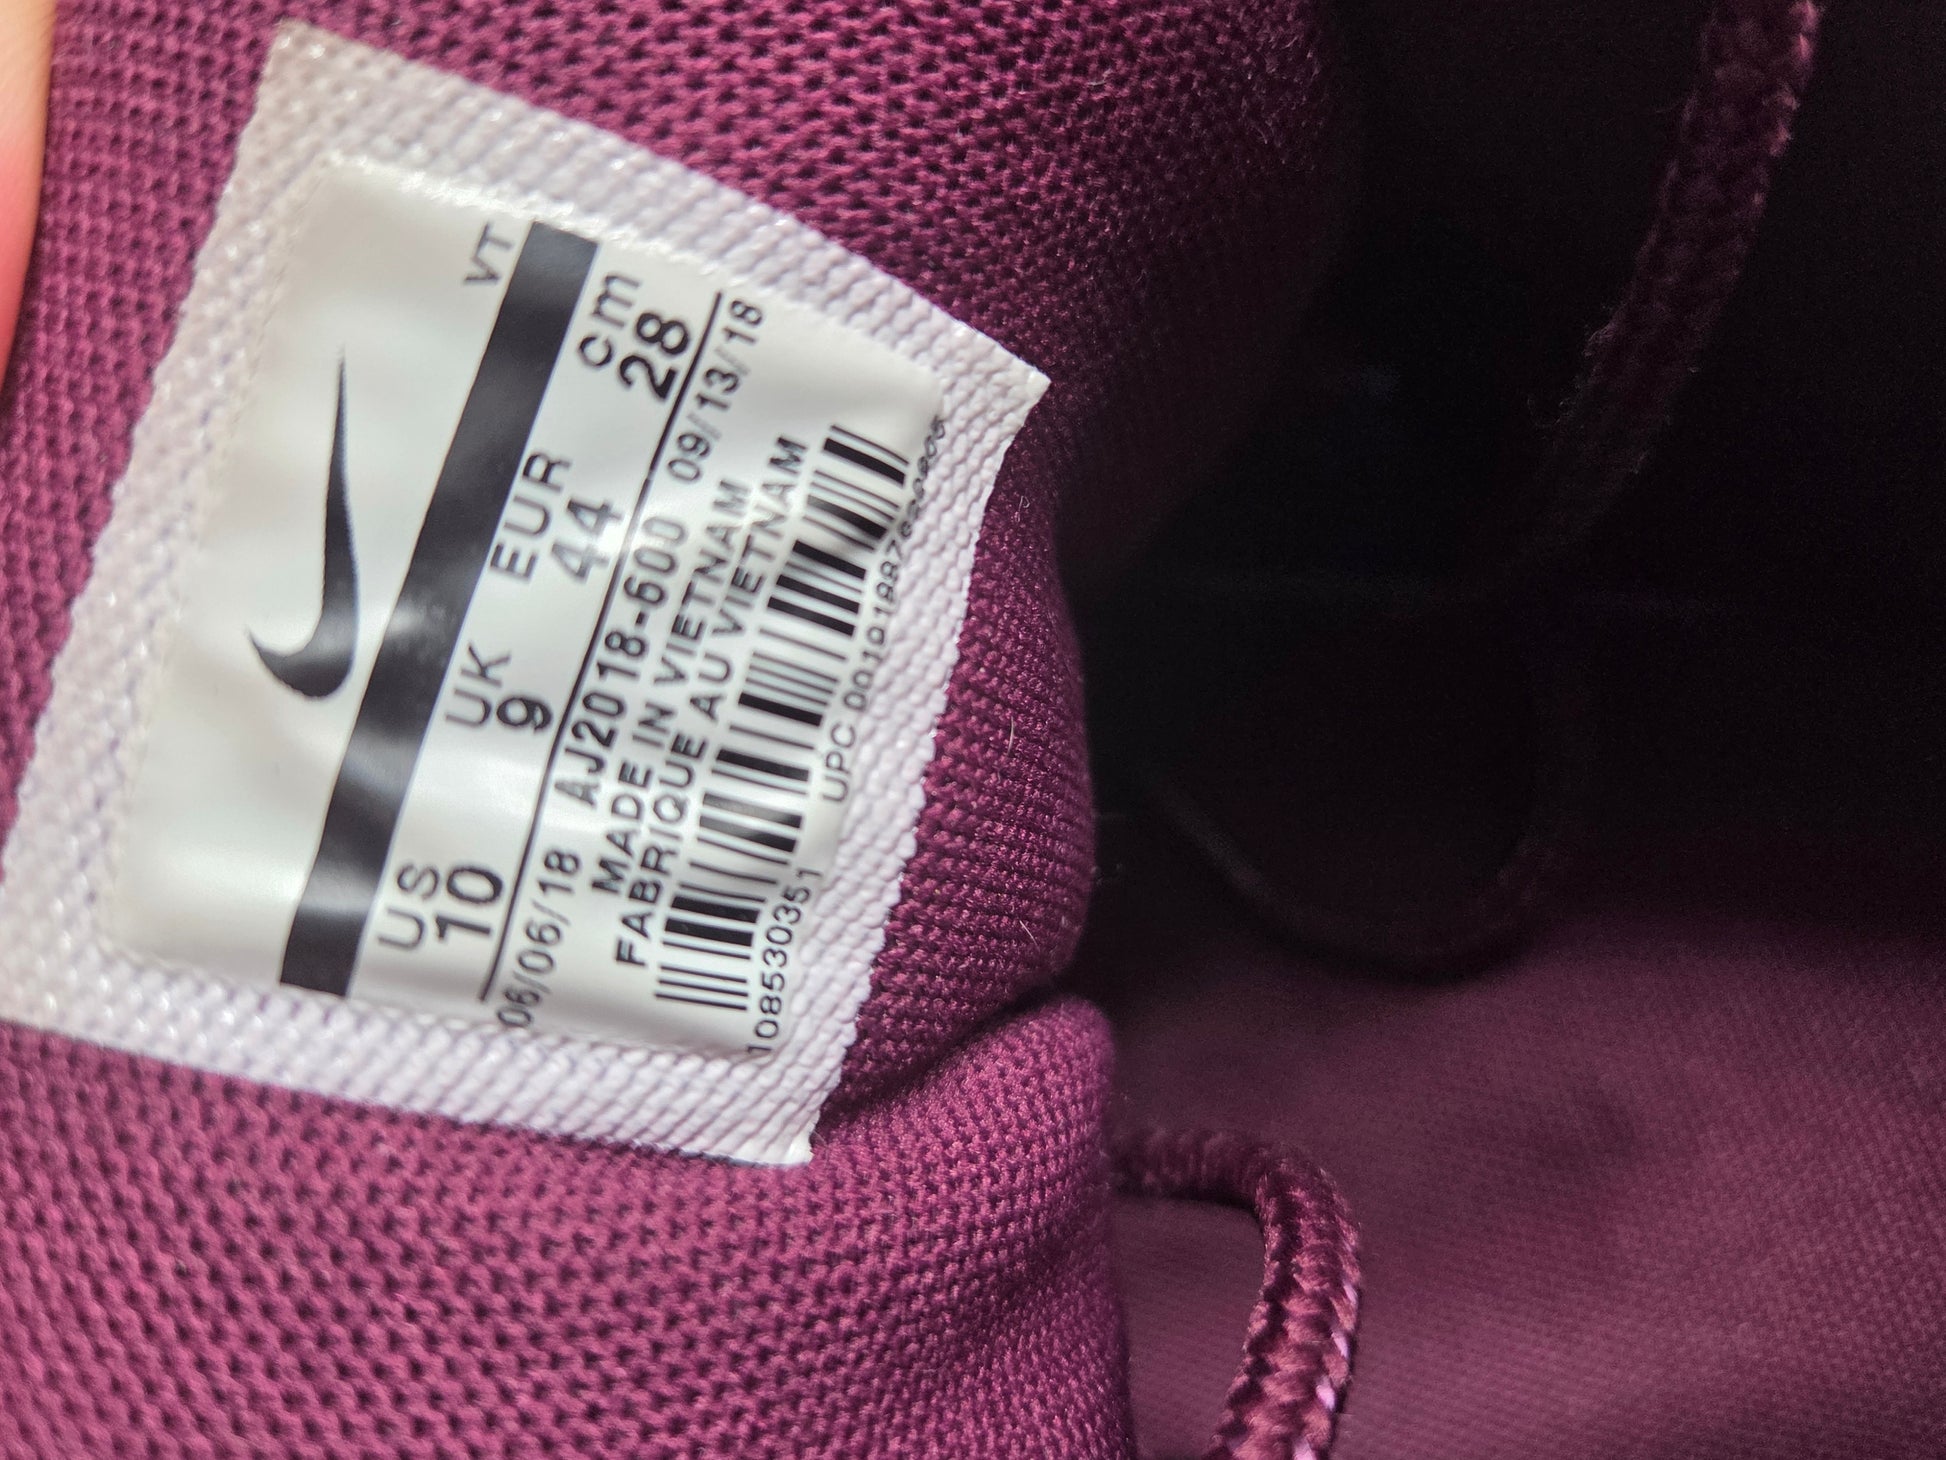 VT
US UK EUR cm
10 9 44 28
06/06/18 AJ2018-600 09/13/18
MADE IN VIETNAM
FABRIQUE AU VIETNAM
1085303511 UPC